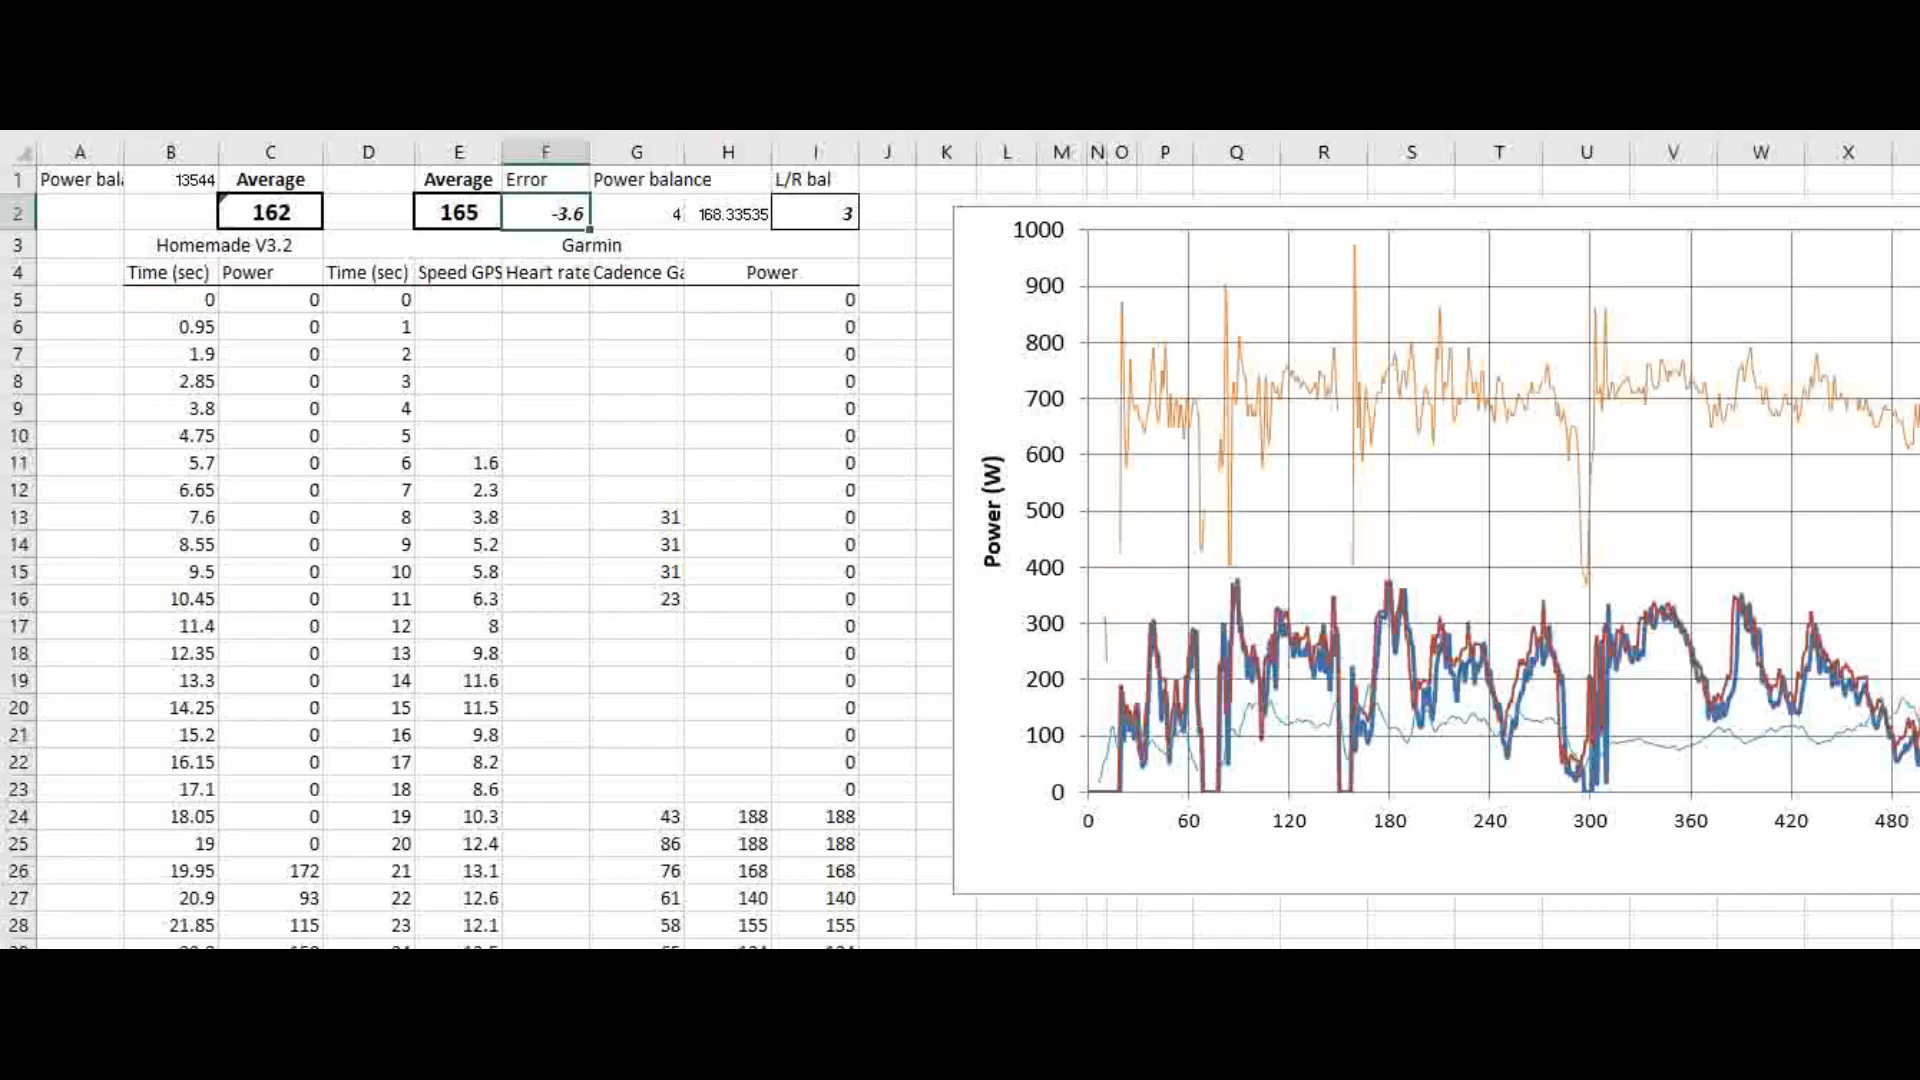 A B C D E F G H I J K L M N O P Q R S T U V W X
1 Power bal 13544 Average Average Error Power balance L/R bal
2 162 165 -3.6 4 168.33535 3
3 Homemade V3.2 Garmin
4 Time (sec) Power Time (sec) Speed GPS Heart rate Cadence Ga Power
5 0 0 0 0
6 0.95 0 1 0
7 1.9 0 2 0
8 2.85 0 3 0
9 3.8 0 4 0
10 4.75 0 5 0
11 5.7 0 6 1.6 0
12 6.65 0 7 2.3 0
13 7.6 0 8 3.8 31 0
14 8.55 0 9 5.2 31 0
15 9.5 0 10 5.8 31 0
16 10.45 0 11 6.3 23 0
17 11.4 0 12 8 0
18 12.35 0 13 9.8 0
19 13.3 0 14 11.6 0
20 14.25 0 15 11.5 0
21 15.2 0 16 9.8 0
22 16.15 0 17 8.2 0
23 17.1 0 18 8.6 0
24 18.05 0 19 10.3 43 188 188
25 19 0 20 12.4 86 188 188
26 19.95 172 21 13.1 76 168 168
27 20.9 93 22 12.6 61 140 140
28 21.85 115 23 12.1 58 155 155
Power (W)
1000
900
800
700
600
500
400
300
200
100
0
0 60 120 180 240 300 360 420 480